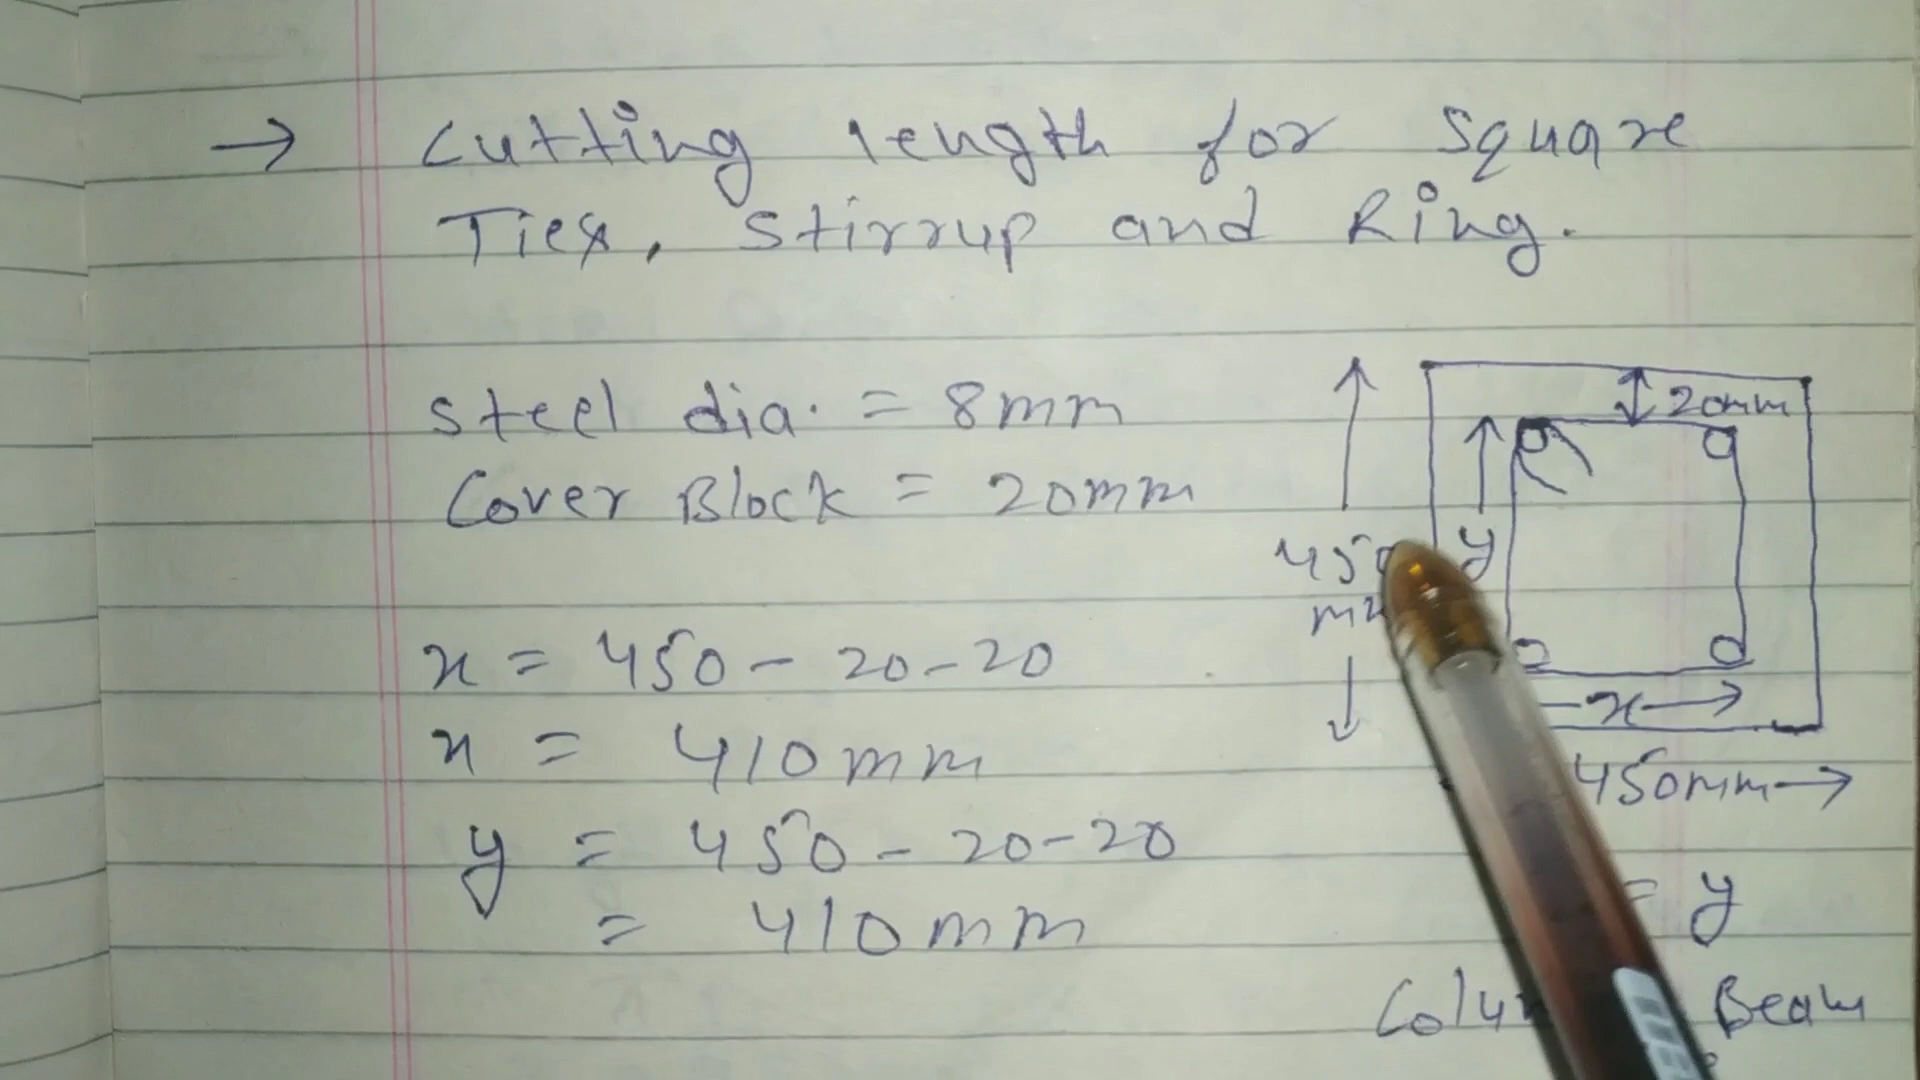 → Cutting length for square
Ties, Stirrup and Ring.
Steel dia. = 8mm
Cover Block = 20mm
x = 450 - 20-20
x = 410mm
y = 450 - 20-20
= 410mm
20mm
y
x
450mm
= y
Beam